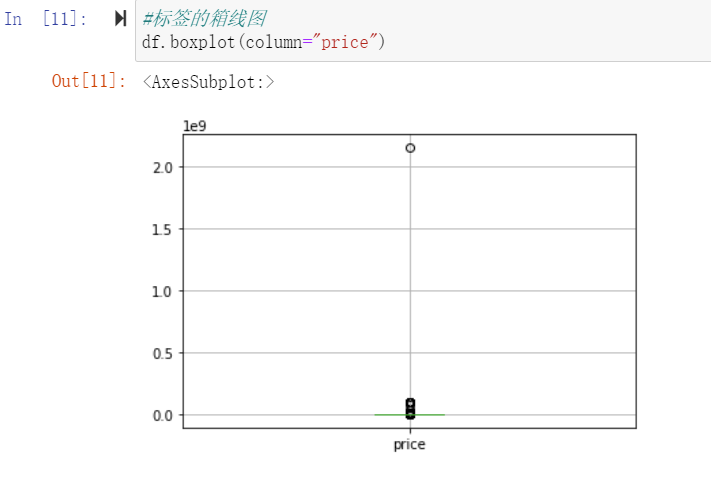 In [11]:
#标签的箱线图
df.boxplot(column="price")
Out[11]: <AxesSubplot:>
1e9
2.0
1.5
1.0
0.5
0.0
price